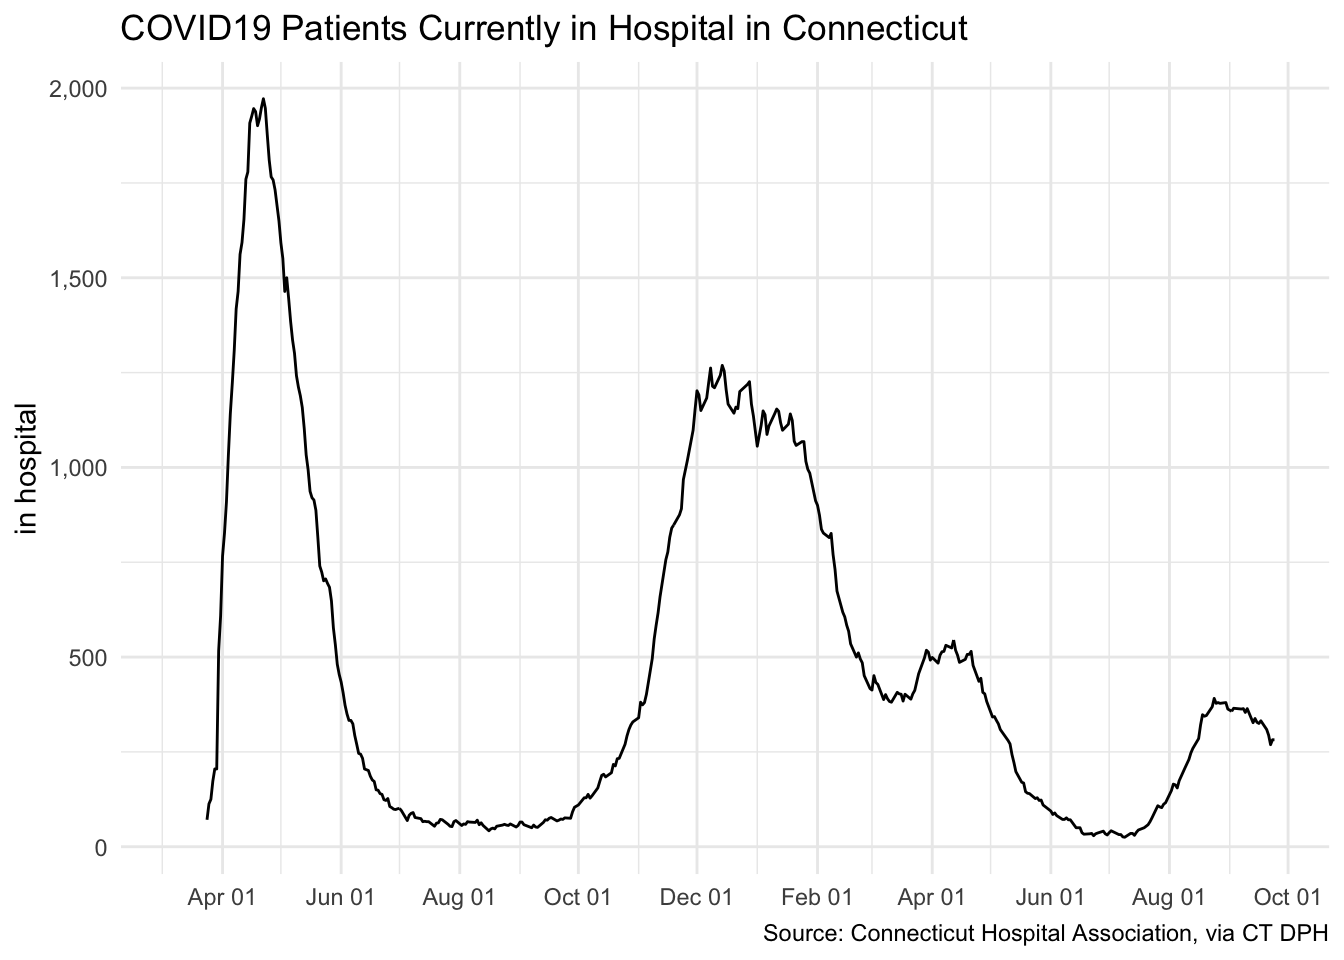 COVID19 Patients Currently in Hospital in Connecticut
in hospital
2,000
1,500
1,000
500
0
Apr 01 Jun 01 Aug 01 Oct 01 Dec 01 Feb 01 Apr 01 Jun 01 Aug 01 Oct 01
Source: Connecticut Hospital Association, via CT DPH